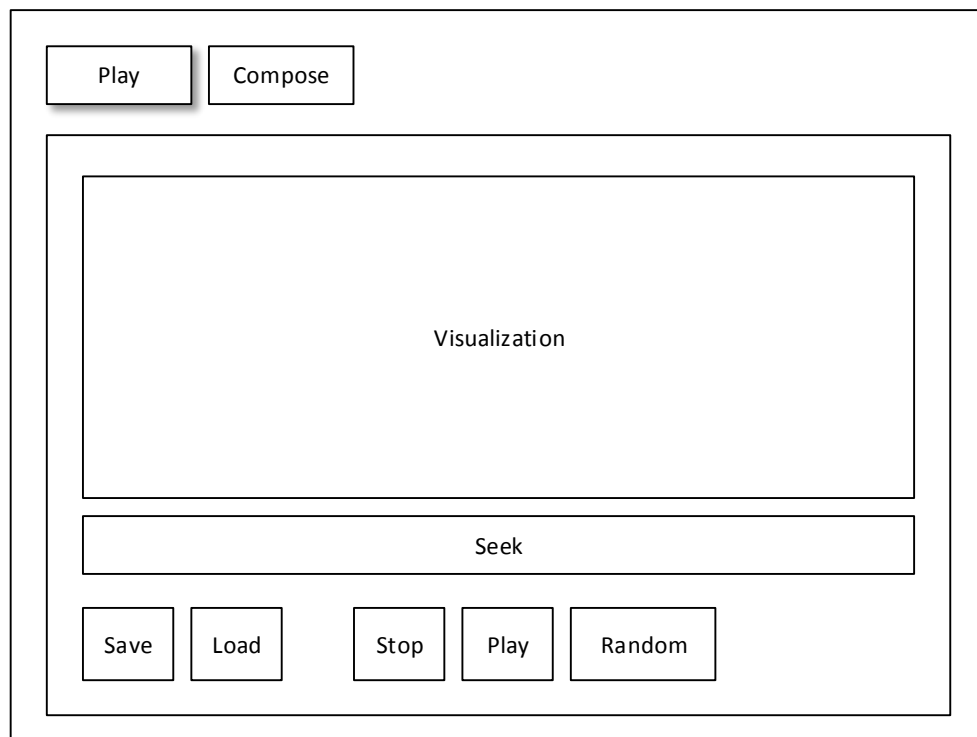 Play
Compose
Visualization
Seek
Save
Load
Stop
Play
Random